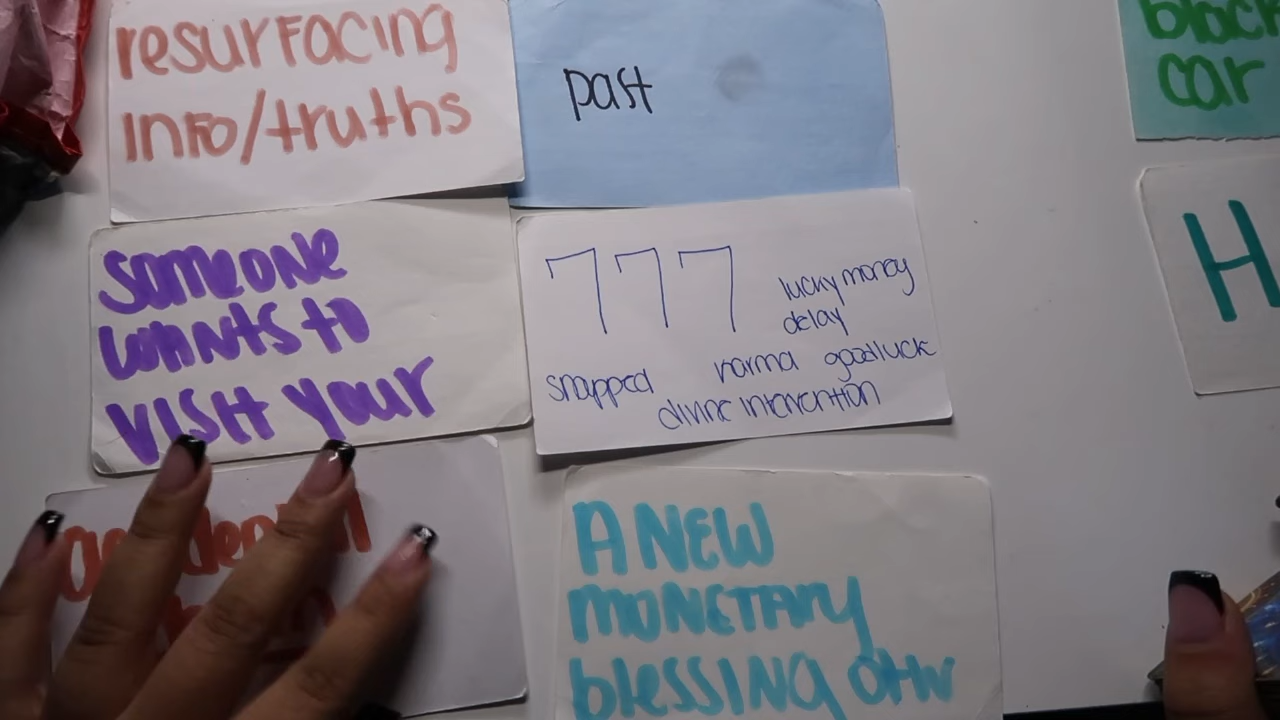 resurfacing
info/truths
past
black
car
someone
wants to
visit your
777
lucky money
delay
snapped
karma
goodluck
divine intervention
H
A NEW
monetary
blessing otw